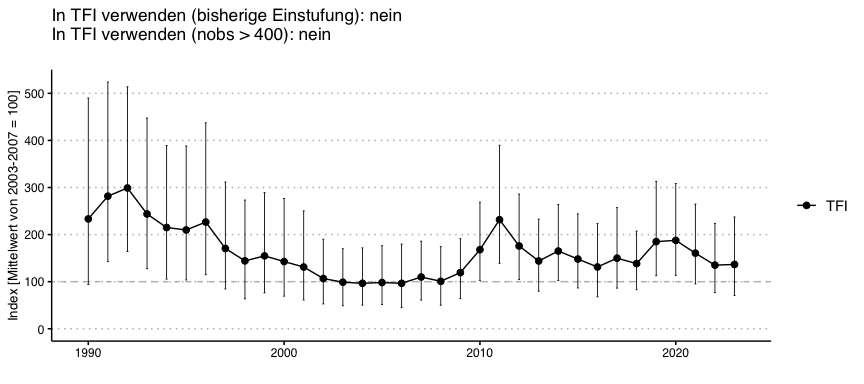 In TFI verwenden (bisherige Einstufung): nein
In TFI verwenden (nobs > 400): nein
Index [Mittelwert von 2003-2007 = 100]
500
400
300
200
100
0
1990
2000
2010
2020
TFI